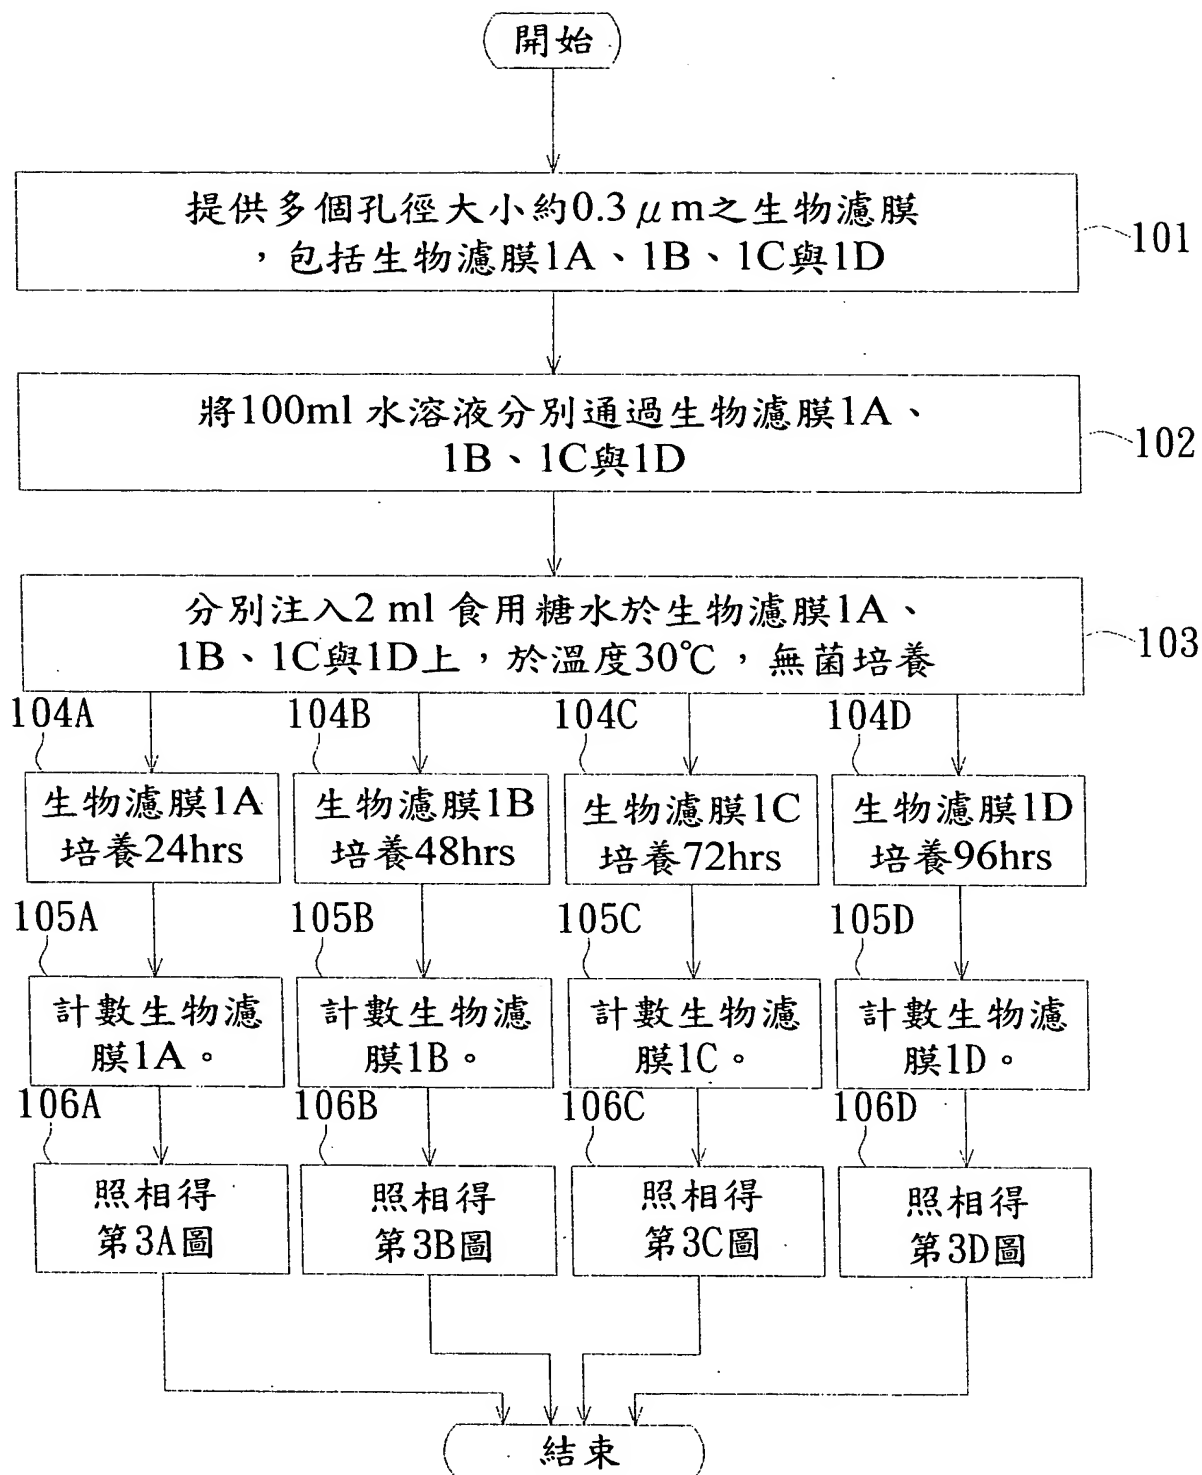 開始
提供多個孔徑大小約0.3μm之生物濾膜
，包括生物濾膜1A、1B、1C與1D
101
將100ml 水溶液分別通過生物濾膜1A、
1B、1C與1D
102
分別注入2 ml 食用糖水於生物濾膜1A、
1B、1C與1D上，於溫度30℃，無菌培養
103
104A
104B
104C
104D
生物濾膜1A
培養24hrs
生物濾膜1B
培養48hrs
生物濾膜1C
培養72hrs
生物濾膜1D
培養96hrs
105A
105B
105C
105D
計數生物濾
膜1A。
計數生物濾
膜1B。
計數生物濾
膜1C。
計數生物濾
膜1D。
106A
106B
106C
106D
照相得
第3A圖
照相得
第3B圖
照相得
第3C圖
照相得
第3D圖
結束